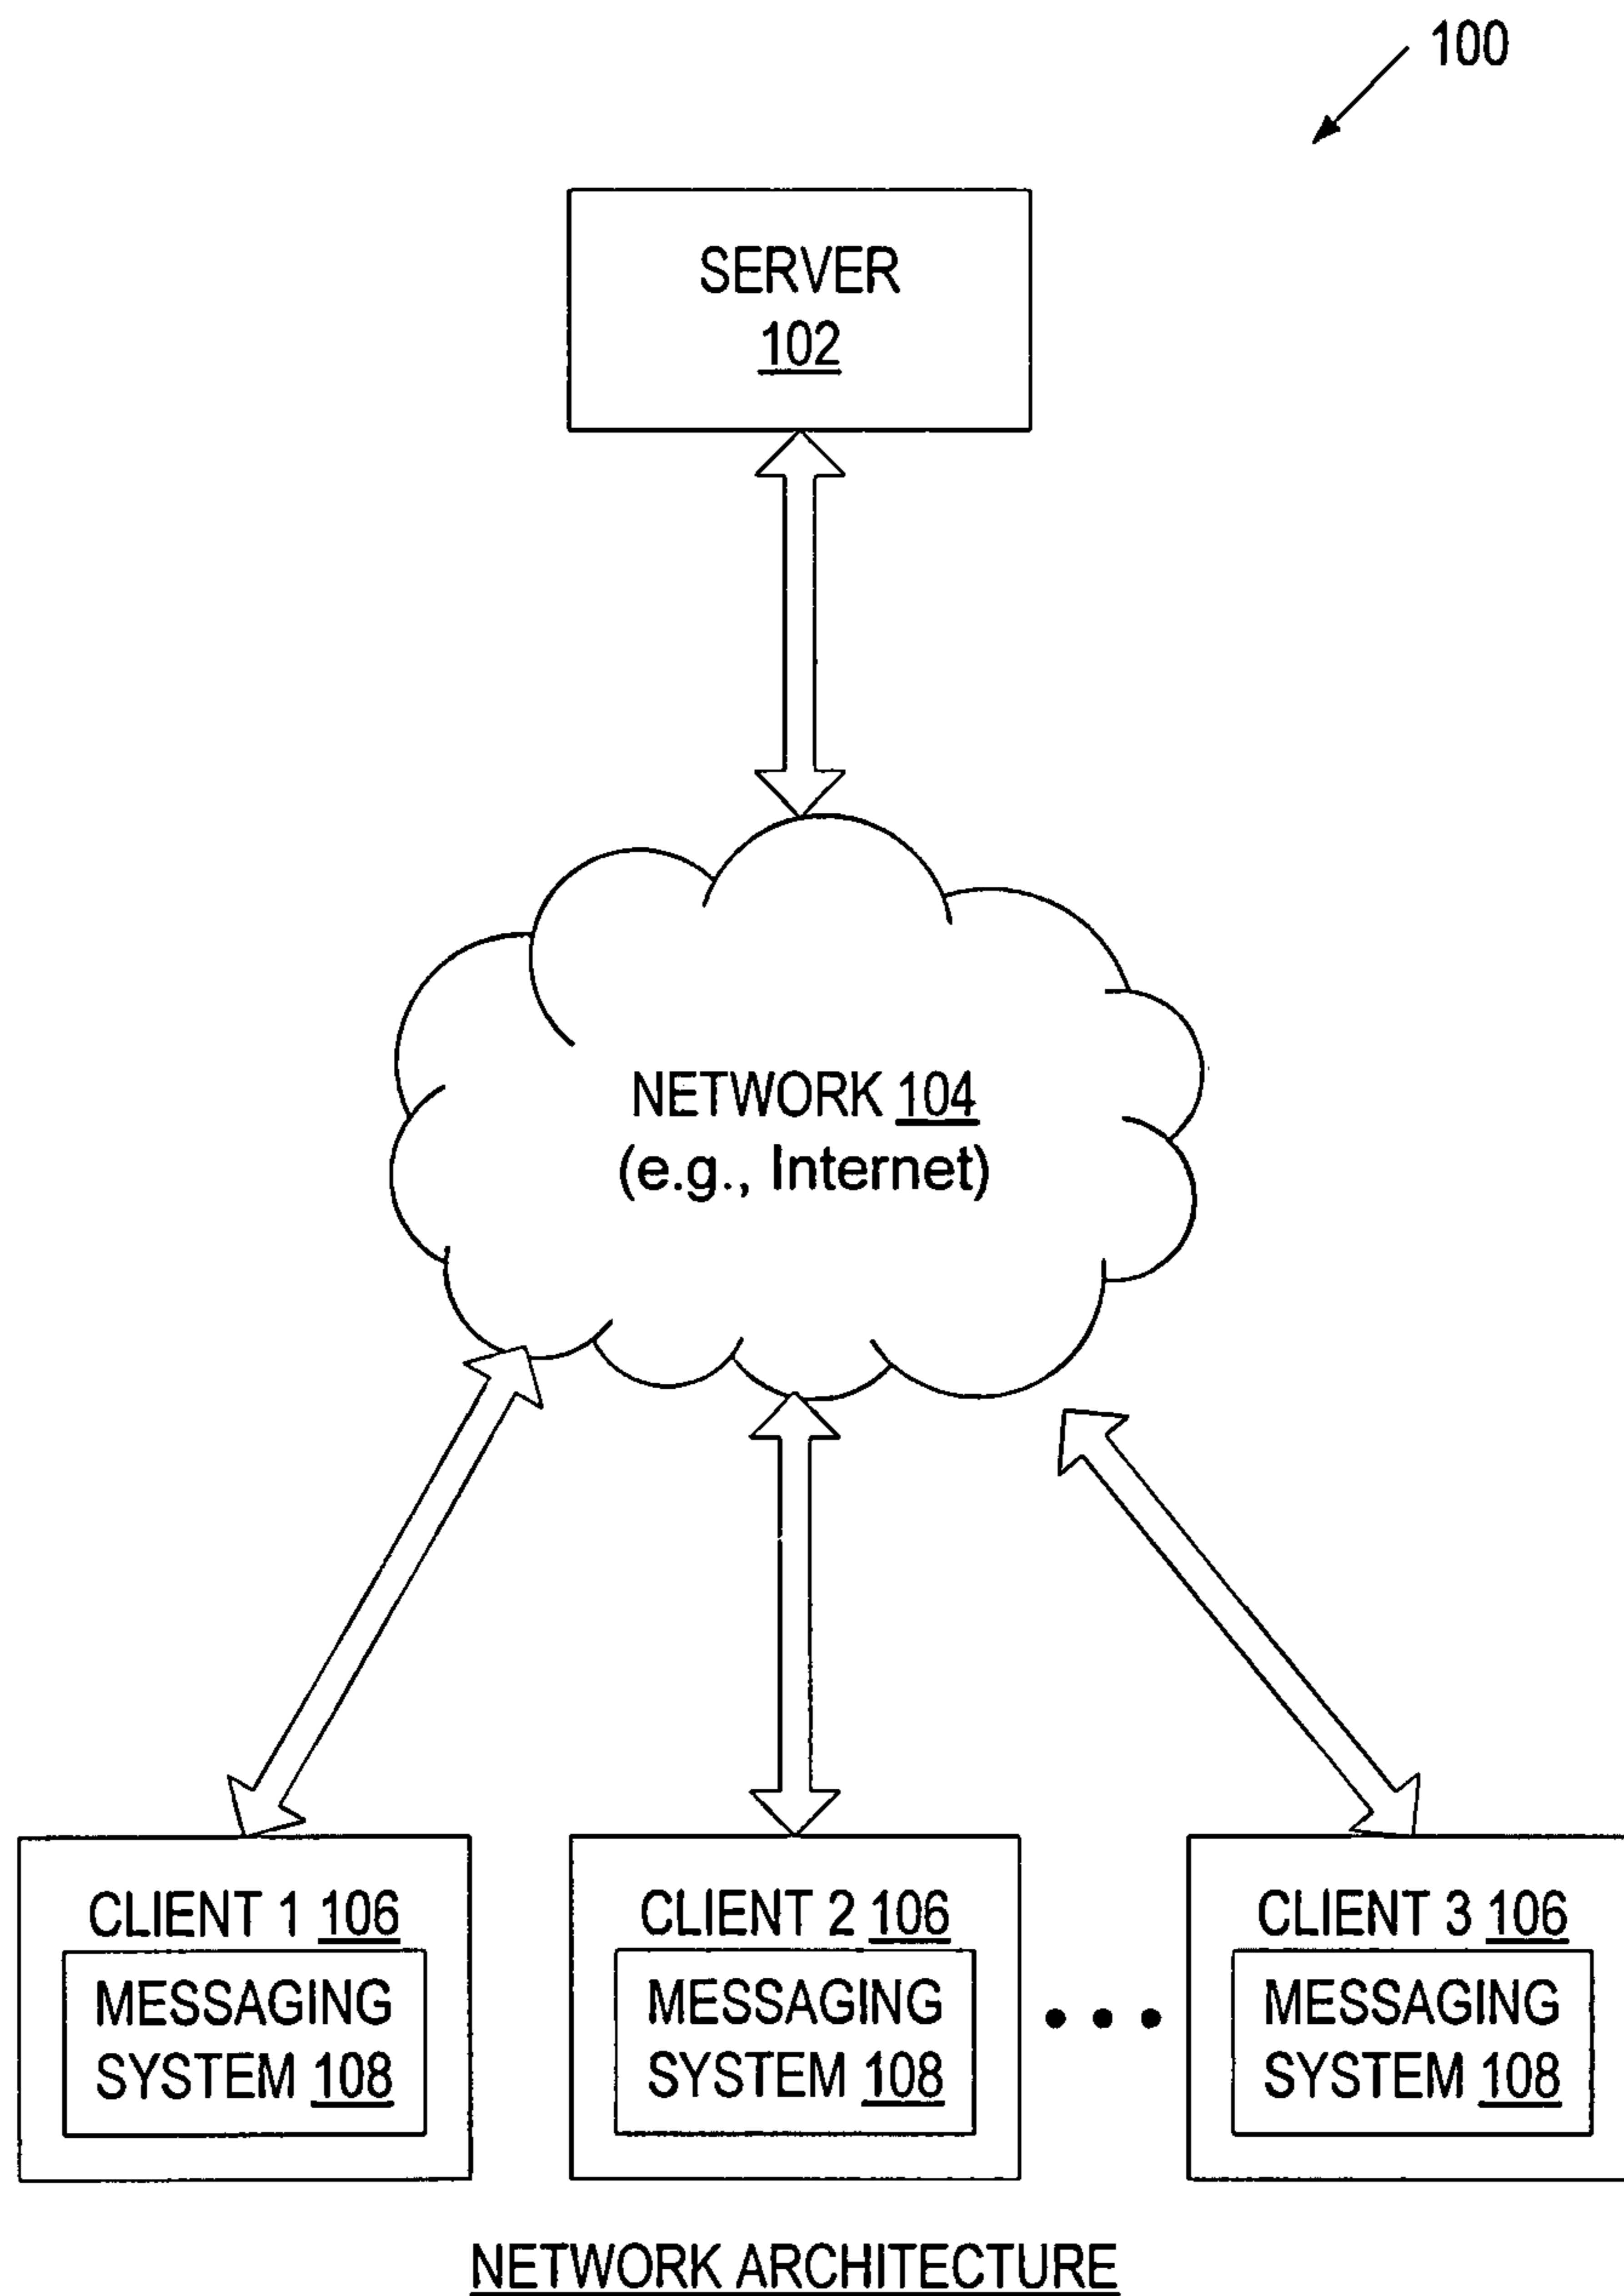 100
SERVER
102
NETWORK 104
(e.g., Internet)
CLIENT 1 106
MESSAGING
SYSTEM 108
CLIENT 2 106
MESSAGING
SYSTEM 108
CLIENT 3 106
MESSAGING
SYSTEM 108
NETWORK ARCHITECTURE